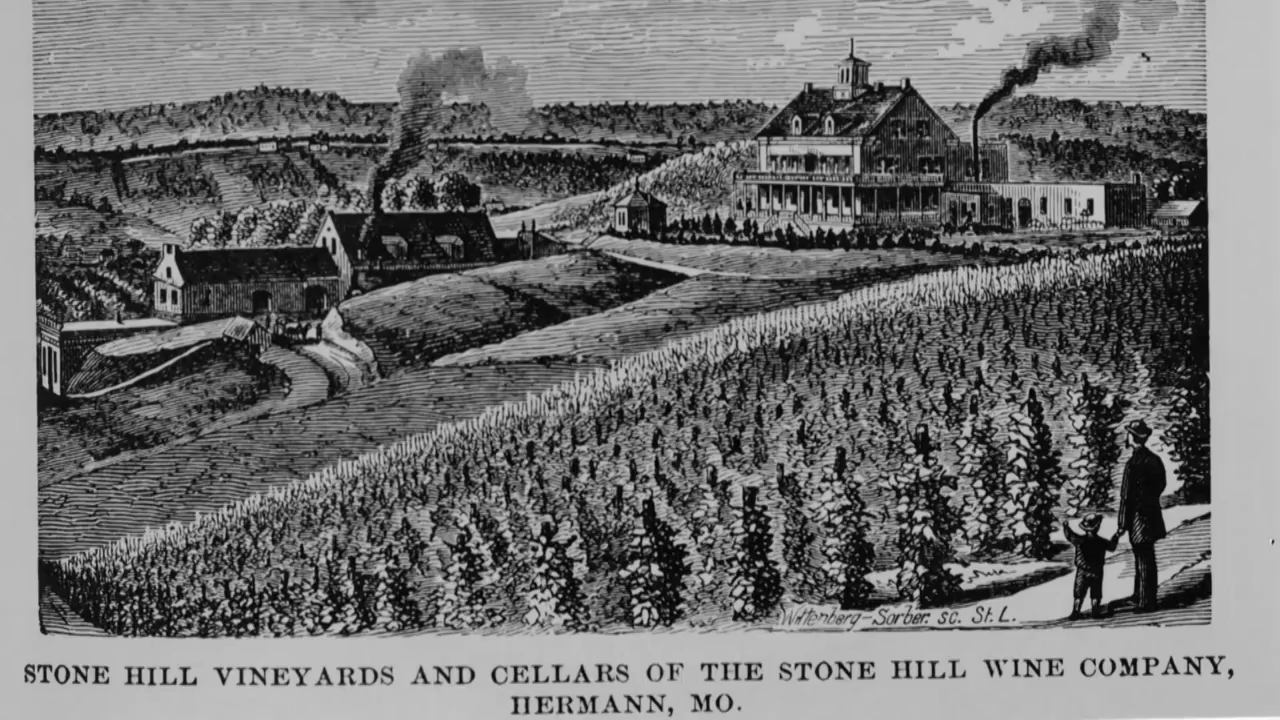 Wittenberg-Sorber. sc. St. L.
STONE HILL VINEYARDS AND CELLARS OF THE STONE HILL WINE COMPANY,
HERMANN, MO.